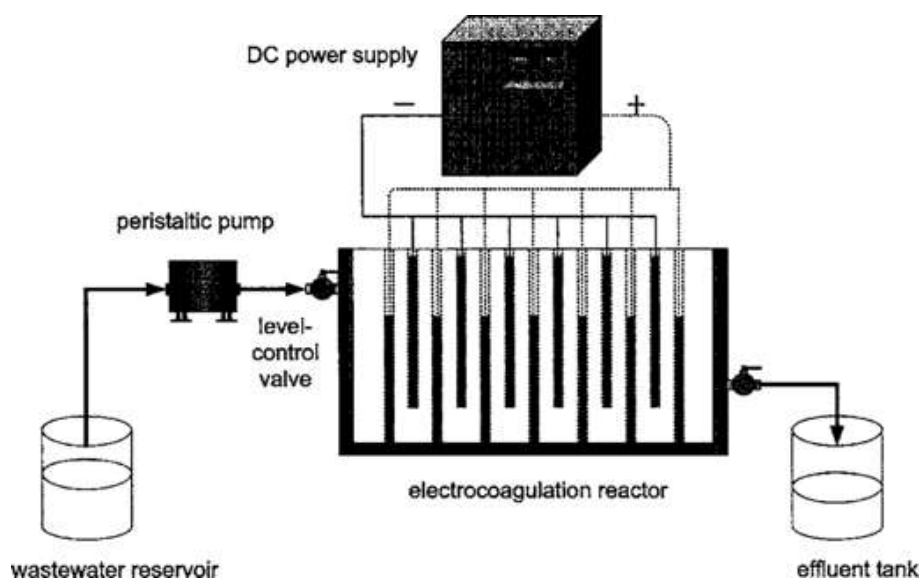 DC power supply
−
+
peristaltic pump
level-
control
valve
electrocoagulation reactor
wastewater reservoir
effluent tank